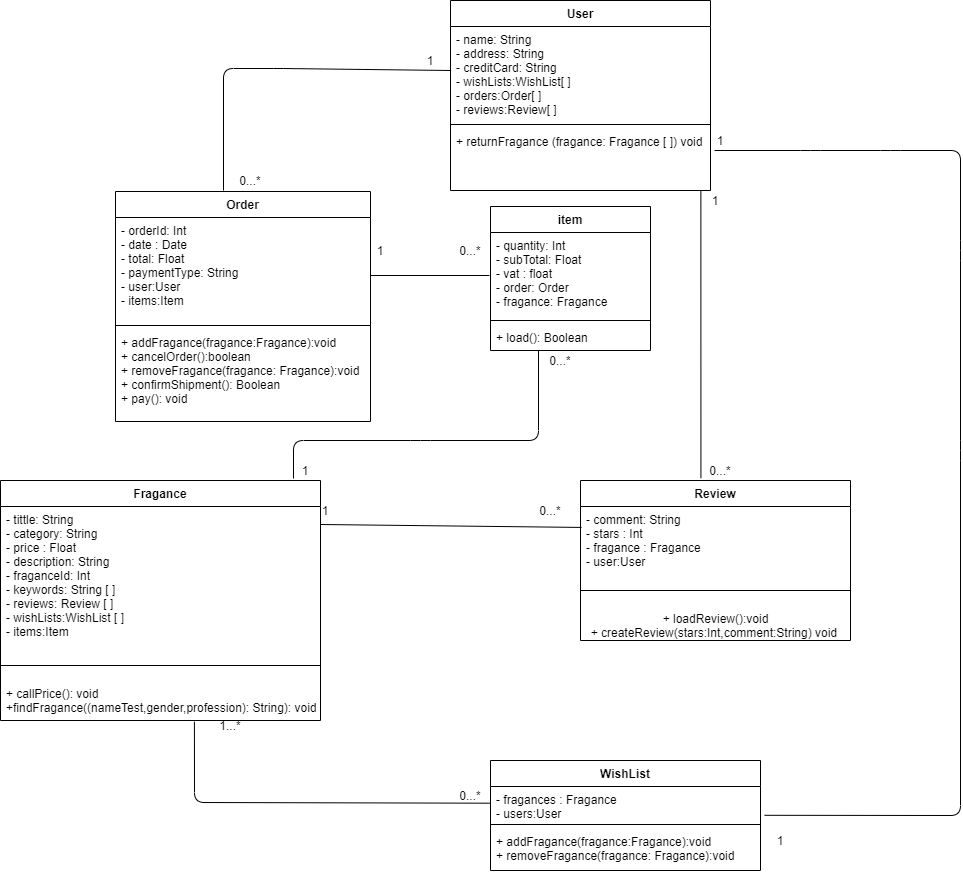 User
- name: String
- address: String
- creditCard: String
- wishLists:WishList[ ]
- orders:Order[ ]
- reviews:Review[ ]
+ returnFragance (fragance: Fragance [ ]) void
1
1
1
0...*
Order
- orderId: Int
- date : Date
- total: Float
- paymentType: String
- user:User
- items:Item
+ addFragance(fragance:Fragance):void
+ cancelOrder():boolean
+ removeFragance(fragance: Fragance):void
+ confirmShipment(): Boolean
+ pay(): void
1
0...*
item
- quantity: Int
- subTotal: Float
- vat : float
- order: Order
- fragance: Fragance
+ load(): Boolean
0...*
1
0...*
Fragance
- tittle: String
- category: String
- price : Float
- description: String
- fraganceId: Int
- keywords: String [ ]
- reviews: Review [ ]
- wishLists:WishList [ ]
- items:Item
+ callPrice(): void
+findFragance((nameTest,gender,profession): String): void
1
0...*
Review
- comment: String
- stars : Int
- fragance : Fragance
- user:User
+ loadReview():void
+ createReview(stars:Int,comment:String) void
1...*
0...*
WishList
- fragances : Fragance
- users:User
+ addFragance(fragance:Fragance):void
+ removeFragance(fragance: Fragance):void
1